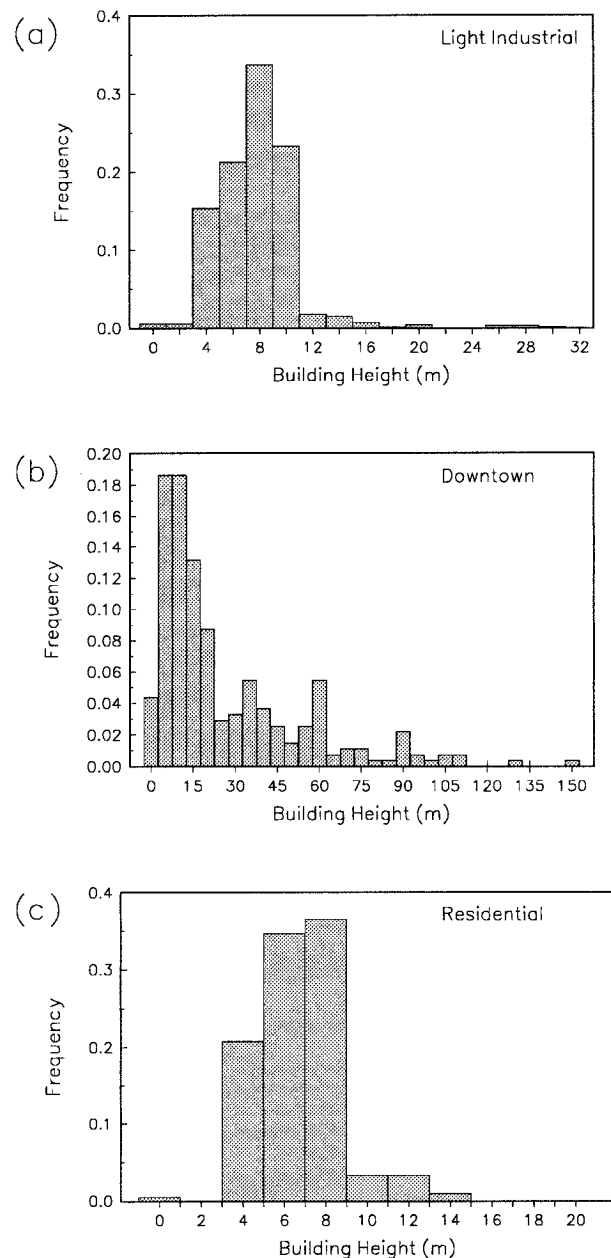 (a)
Light Industrial
0.4
0.3
0.2
0.1
0.0
Frequency
0 4 8 12 16 20 24 28 32
Building Height (m)
(b)
Downtown
0.20
0.18
0.16
0.14
0.12
0.10
0.08
0.06
0.04
0.02
0.00
Frequency
0 15 30 45 60 75 90 105 120 135 150
Building Height (m)
(c)
Residential
0.4
0.3
0.2
0.1
0.0
Frequency
0 2 4 6 8 10 12 14 16 18 20
Building Height (m)